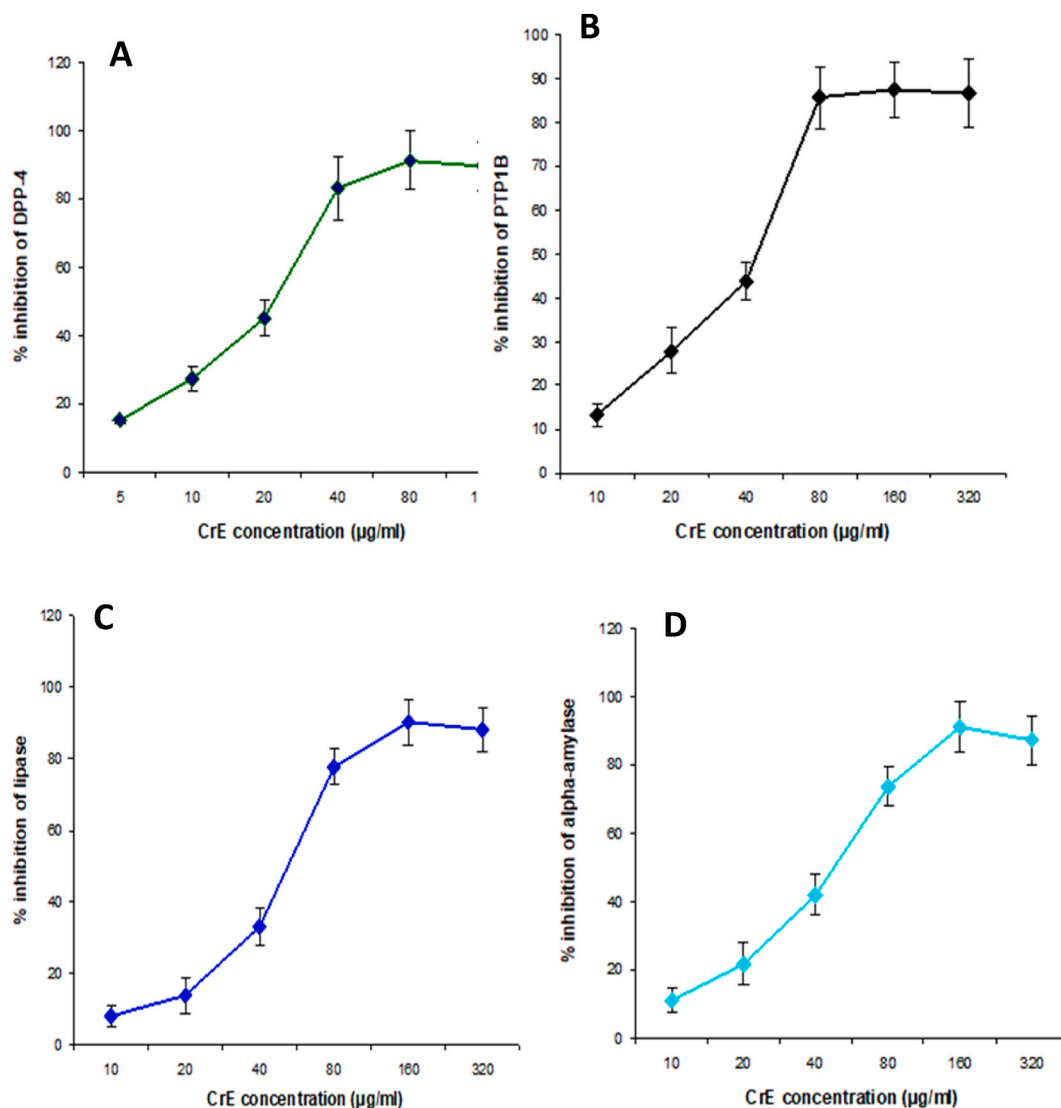 A
% inhibition of DPP-4
120
100
80
60
40
20
0
5 10 20 40 80 1
CrE concentration (µg/ml)
B
% inhibition of PTP1B
100
90
80
70
60
50
40
30
20
10
0
10 20 40 80 160 320
CrE concentration (µg/ml)
C
% inhibition of lipase
120
100
80
60
40
20
0
10 20 40 80 160 320
CrE concentration (µg/ml)
D
% inhibition of alpha-amylase
120
100
80
60
40
20
0
10 20 40 80 160 320
CrE concentration (µg/ml)